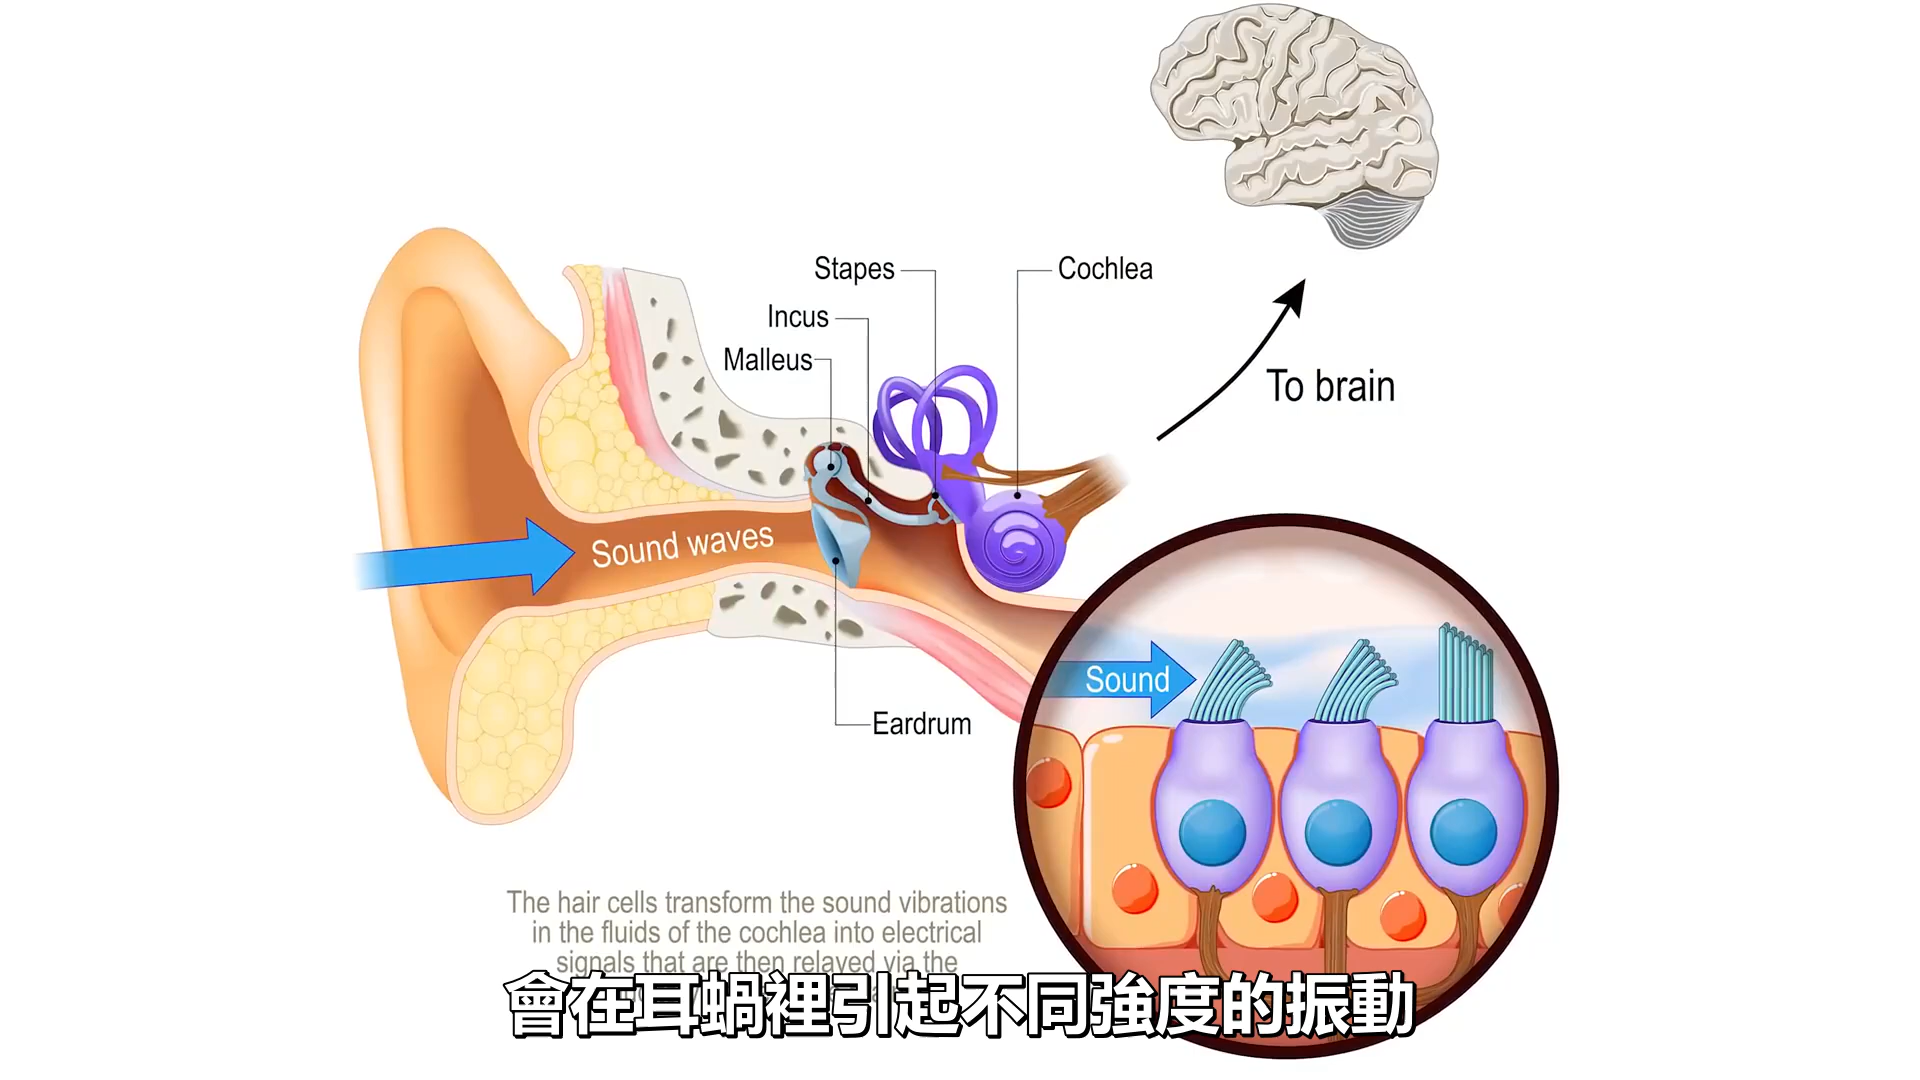 Stapes
Cochlea
Incus
Malleus
To brain
Sound waves
Sound
Eardrum
The hair cells transform the sound vibrations
in the fluids of the cochlea into electrical
signals that are then relayed via the
會在耳蝸裡引起不同強度的振動